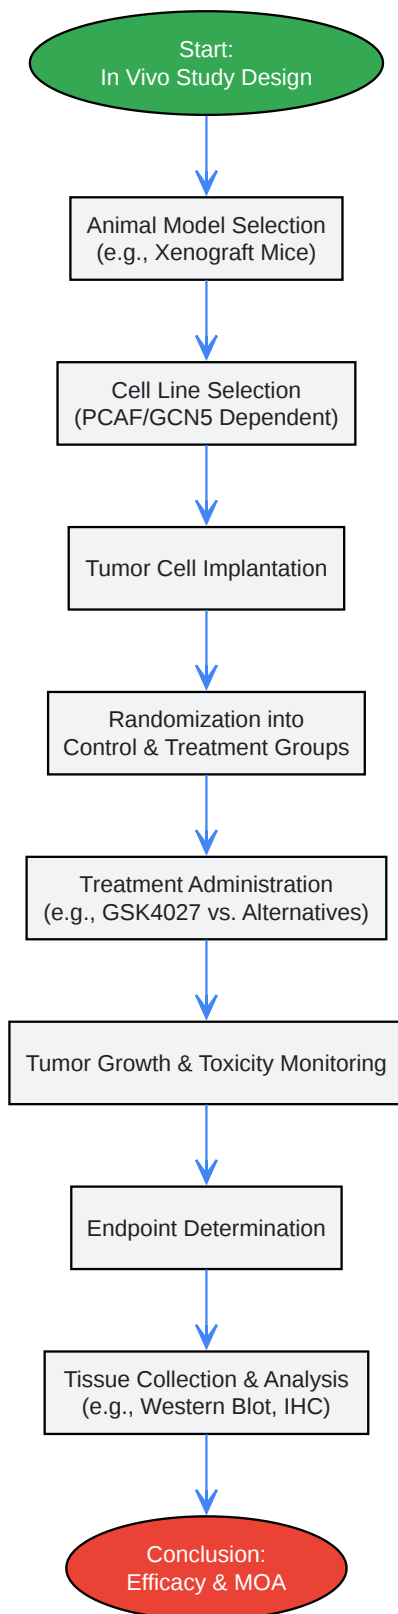 Start:
In Vivo Study Design
Animal Model Selection
(e.g., Xenograft Mice)
Cell Line Selection
(PCAF/GCN5 Dependent)
Tumor Cell Implantation
Randomization into
Control & Treatment Groups
Treatment Administration
(e.g., GSK4027 vs. Alternatives)
Tumor Growth & Toxicity Monitoring
Endpoint Determination
Tissue Collection & Analysis
(e.g., Western Blot, IHC)
Conclusion:
Efficacy & MOA